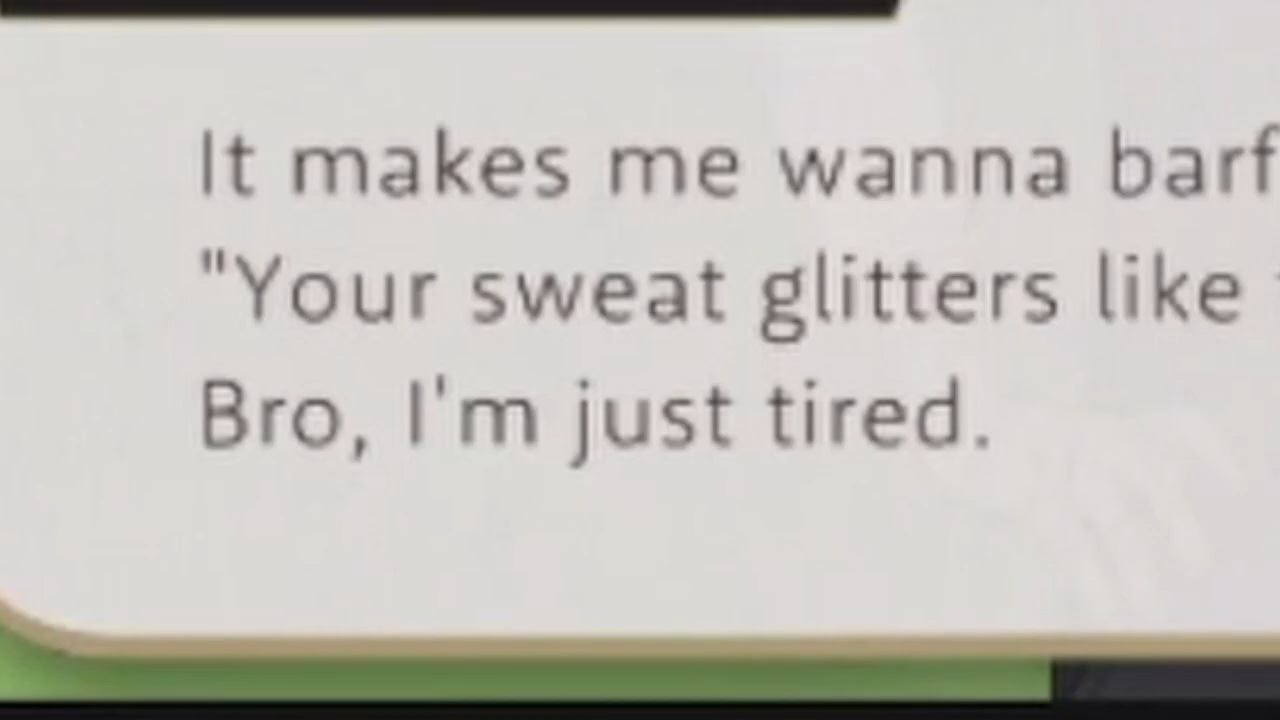 It makes me wanna barf
"Your sweat glitters like
Bro, I'm just tired.